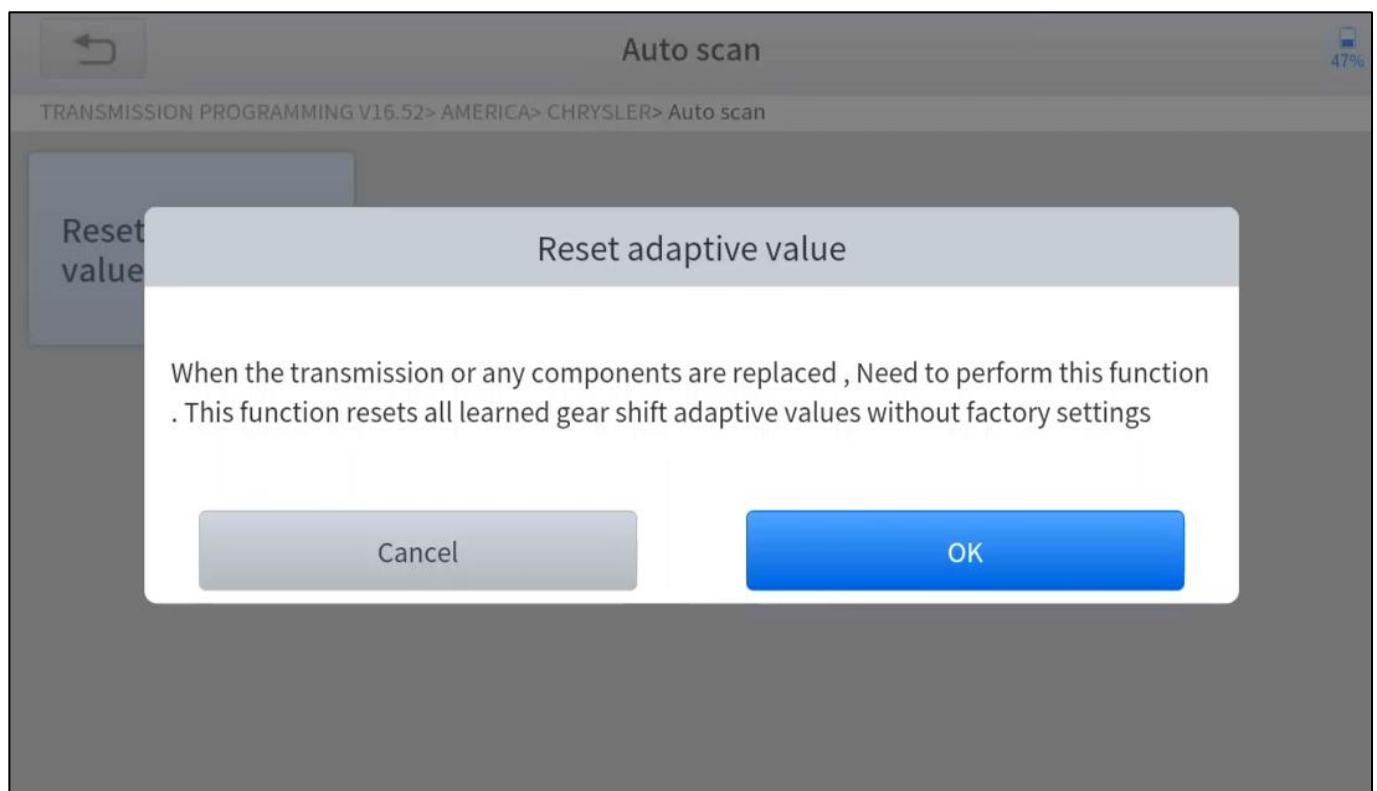 Auto scan
47%
TRANSMISSION PROGRAMMING V16.52> AMERICA> CHRYSLER> Auto scan
Reset
value
Reset adaptive value
When the transmission or any components are replaced , Need to perform this function
. This function resets all learned gear shift adaptive values without factory settings
Cancel
OK